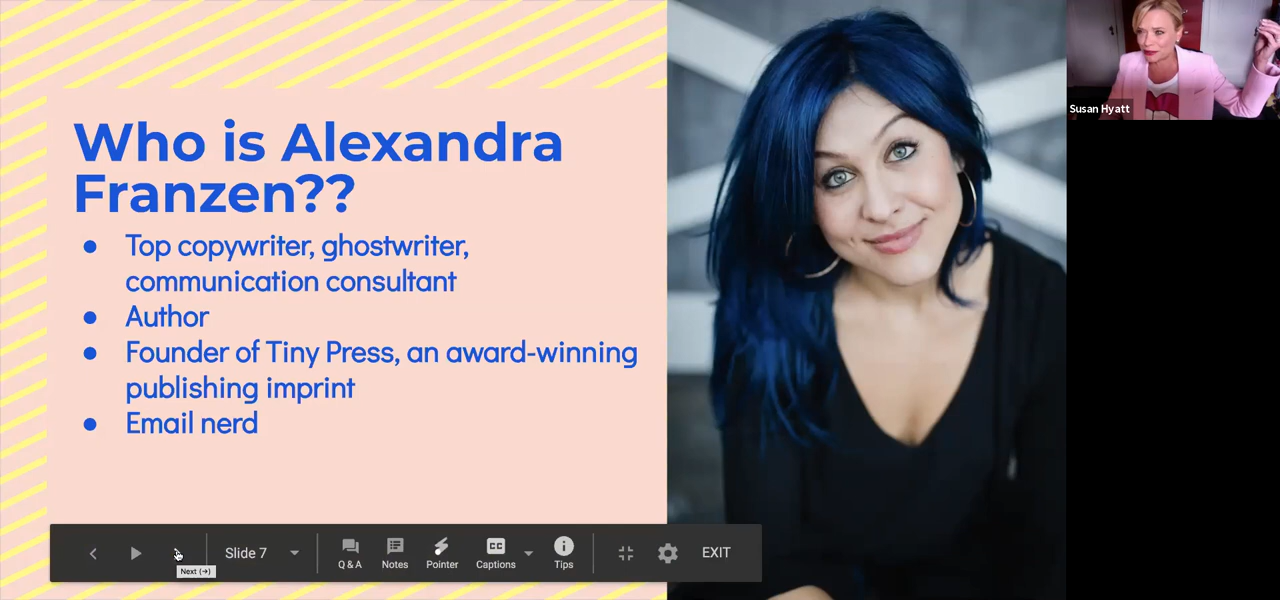 Who is Alexandra
Franzen??
● Top copywriter, ghostwriter,
communication consultant
● Author
● Founder of Tiny Press, an award-winning
publishing imprint
● Email nerd
Susan Hyatt
Slide 7
Q & A
Notes
Pointer
CC
Captions
Tips
EXIT
Next (→)